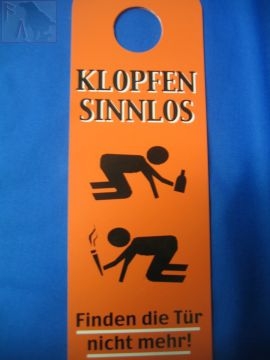 KLOPFEN
SINNLOS
Finden die Tür
nicht mehr!